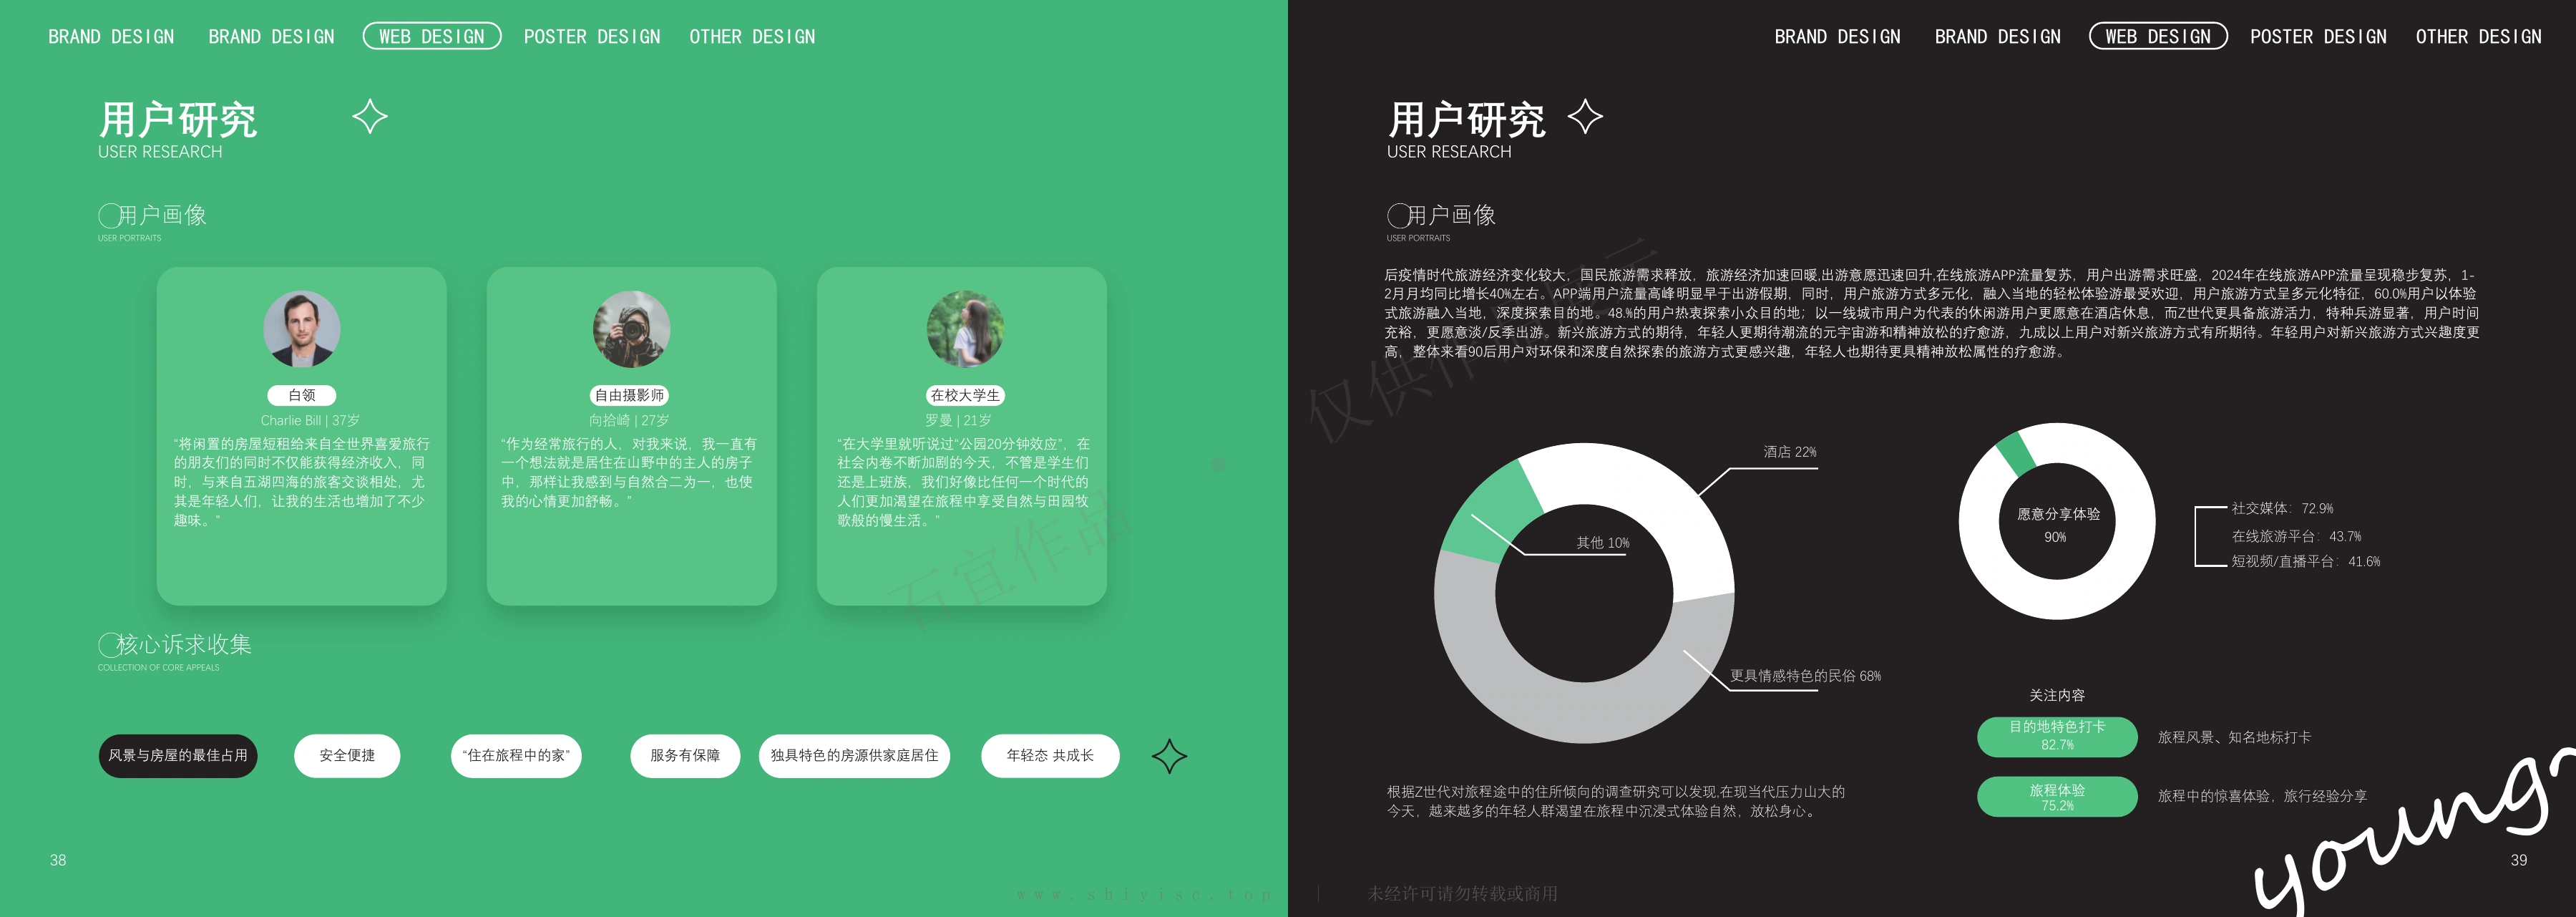 BRAND DESIGN
BRAND DESIGN
WEB DESIGN
POSTER DESIGN
OTHER DESIGN
用户研究
USER RESEARCH
用户画像
USER PORTRAITS
白领
Charlie Bill | 37岁
“将闲置的房屋短租给来自全世界喜爱旅行
的朋友们的同时不仅能获得经济收入，同
时，与来自五湖四海的旅客交谈相处，尤
其是年轻人们，让我的生活也增加了不少
趣味。”
自由摄影师
向拾崎 | 27岁
“作为经常旅行的人，对我来说，我一直有
一个想法就是居住在山野中的主人的房子
中，那样让我感到与自然合二为一，也使
我的心情更加舒畅。”
在校大学生
罗曼 | 21岁
“在大学里就听说过“公园20分钟效应”，在
社会内卷不断加剧的今天，不管是学生们
还是上班族，我们好像比任何一个时代的
人们更加渴望在旅程中享受自然与田园牧
歌般的慢生活。”
石宜作品
核心诉求收集
COLLECTION OF CORE APPEALS
风景与房屋的最佳占用
安全便捷
“住在旅程中的家”
服务有保障
独具特色的房源供家庭居住
年轻态 共成长
38
www.shiyisc.top
BRAND DESIGN
BRAND DESIGN
WEB DESIGN
POSTER DESIGN
OTHER DESIGN
用户研究
USER RESEARCH
用户画像
USER PORTRAITS
后疫情时代旅游经济变化较大，国民旅游需求释放，旅游经济加速回暖,出游意愿迅速回升,在线旅游APP流量复苏，用户出游需求旺盛，2024年在线旅游APP流量呈现稳步复苏，1-
2月月均同比增长40%左右。APP端用户流量高峰明显早于出游假期，同时，用户旅游方式多元化，融入当地的轻松体验游最受欢迎，用户旅游方式呈多元化特征，60.0%用户以体验
式旅游融入当地，深度探索目的地。48.%的用户热衷探索小众目的地；以一线城市用户为代表的休闲游用户更愿意在酒店休息，而Z世代更具备旅游活力，特种兵游显著，用户时间
充裕，更愿意淡/反季出游。新兴旅游方式的期待，年轻人更期待潮流的元宇宙游和精神放松的疗愈游，九成以上用户对新兴旅游方式有所期待。年轻用户对新兴旅游方式兴趣度更
高，整体来看90后用户对环保和深度自然探索的旅游方式更感兴趣，年轻人也期待更具精神放松属性的疗愈游。
仅供作品展示
酒店 22%
其他 10%
更具情感特色的民俗 68%
愿意分享体验
90%
社交媒体：72.9%
在线旅游平台：43.7%
短视频/直播平台：41.6%
关注内容
目的地特色打卡
82.7%
旅程风景、知名地标打卡
旅程体验
75.2%
旅程中的惊喜体验，旅行经验分享
根据Z世代对旅程途中的住所倾向的调查研究可以发现,在现当代压力山大的
今天，越来越多的年轻人群渴望在旅程中沉浸式体验自然，放松身心。
young
39
未经许可请勿转载或商用